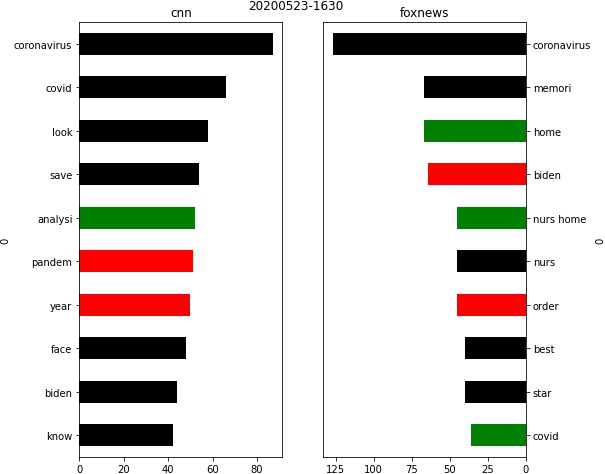 20200523-1630
cnn
foxnews
coronavirus
covid
look
save
analysi
pandem
year
face
biden
know
0
0 20 40 60 80
coronavirus
memori
home
biden
nurs home
nurs
order
best
star
covid
0
125 100 75 50 25 0